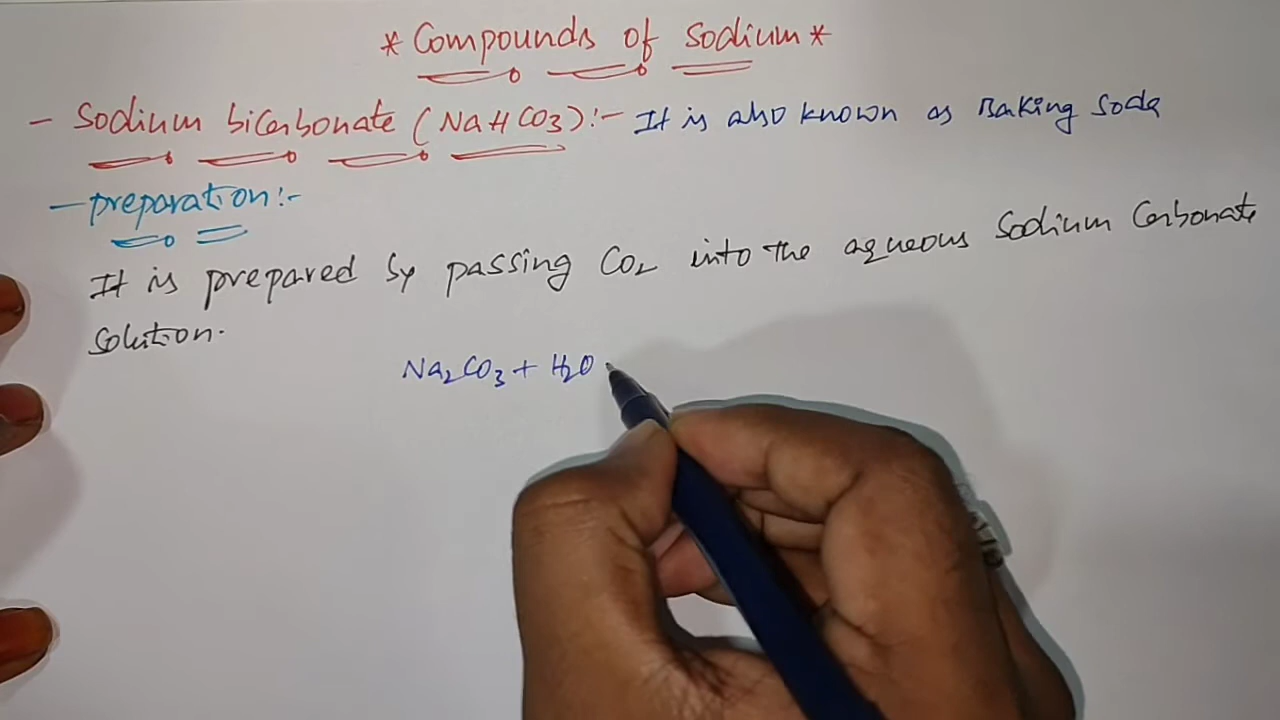 * Compounds of Sodium *
- Sodium bicarbonate (NaHCO3):- It is also known as Baking Soda
- preparation:-
It is prepared by passing CO2 into the aqueous Sodium Carbonate
Solution.
Na2CO3 + H2O